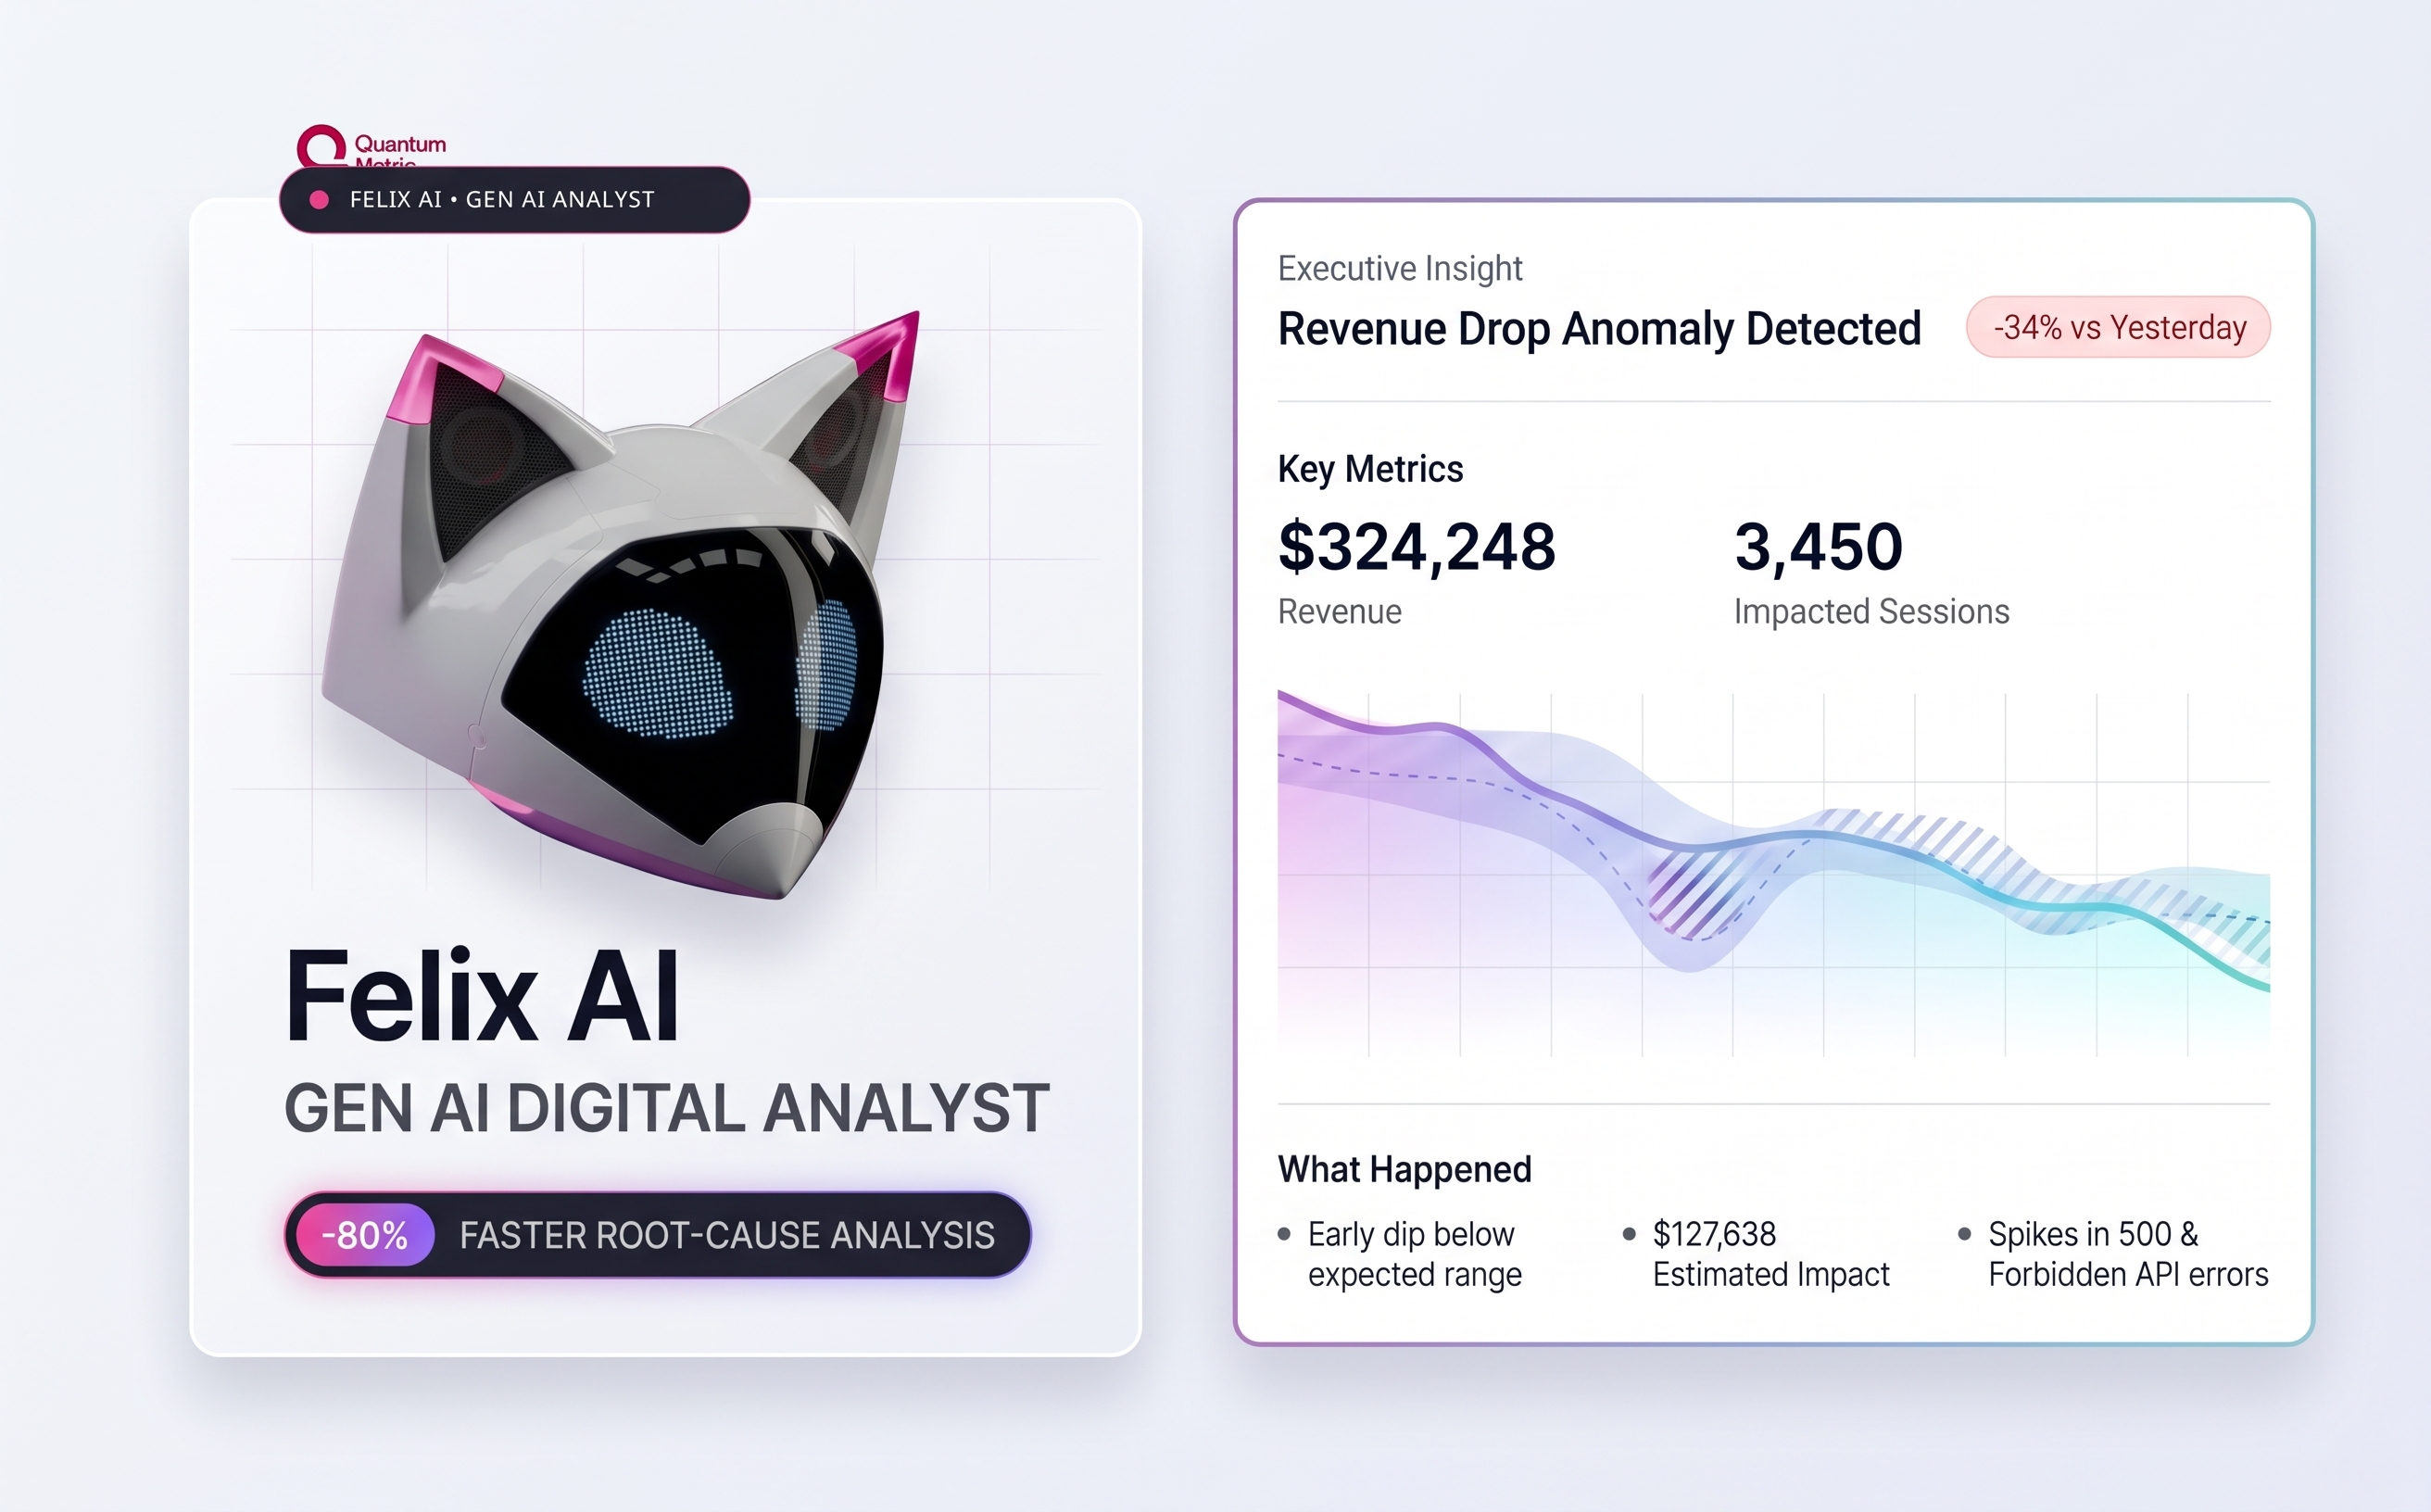 Quantum
Metric
FELIX AI • GEN AI ANALYST
Felix AI
GEN AI DIGITAL ANALYST
-80% FASTER ROOT-CAUSE ANALYSIS
Executive Insight
Revenue Drop Anomaly Detected
-34% vs Yesterday
Key Metrics
$324,248
Revenue
3,450
Impacted Sessions
What Happened
• Early dip below
expected range
• $127,638
Estimated Impact
• Spikes in 500 &
Forbidden API errors